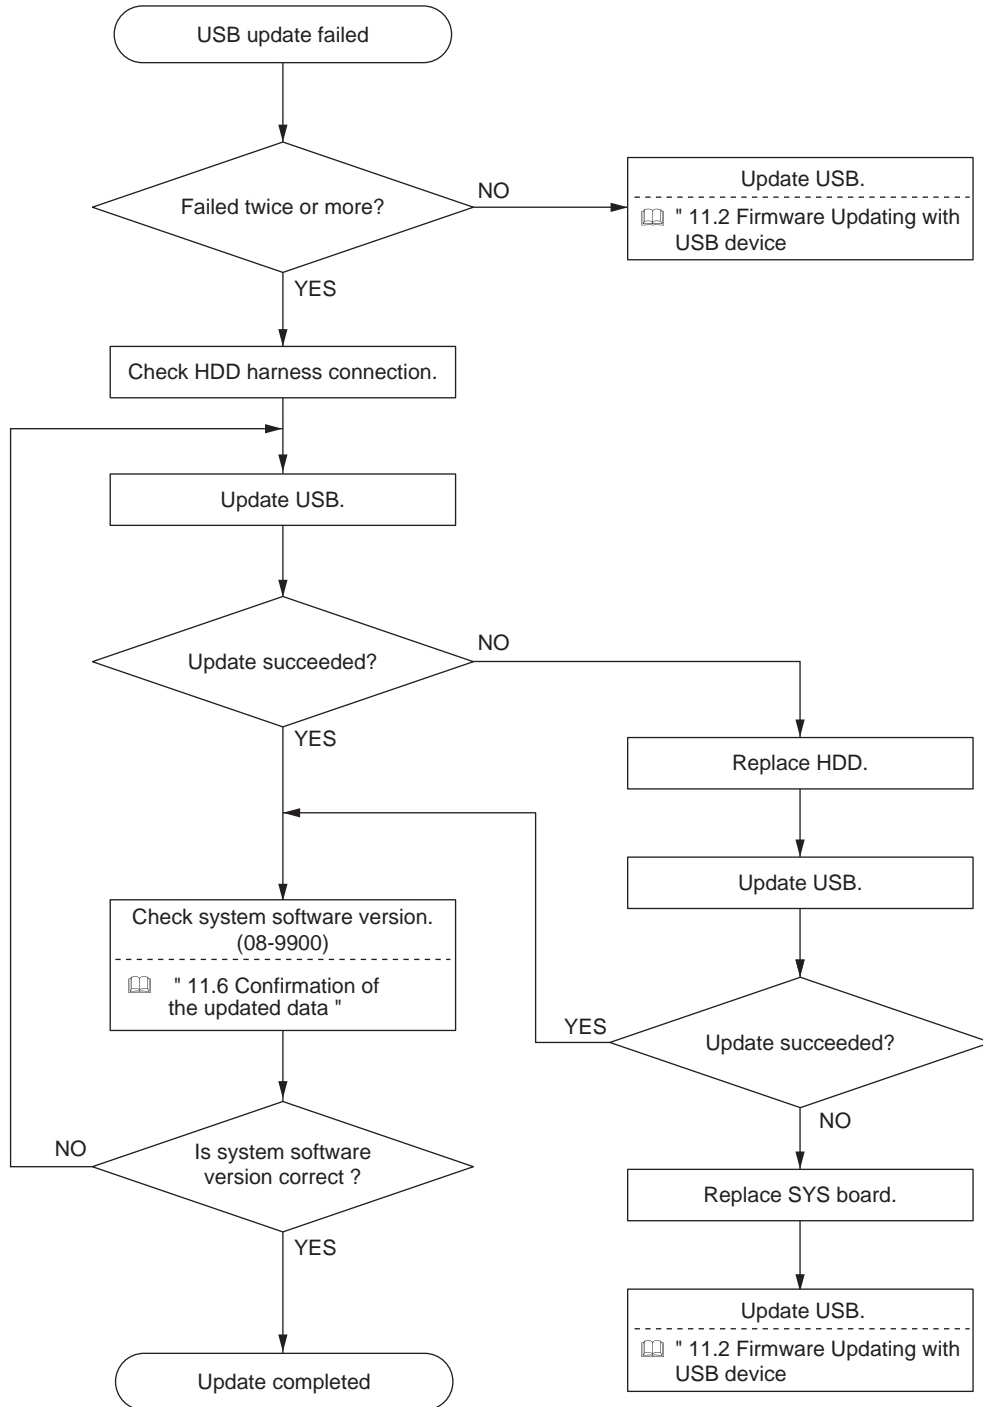 USB update failed
Failed twice or more?
NO
Update USB.
" 11.2 Firmware Updating with
USB device
YES
Check HDD harness connection.
Update USB.
Update succeeded?
NO
YES
Replace HDD.
Update USB.
Check system software version.
(08-9900)
" 11.6 Confirmation of
the updated data "
YES
Update succeeded?
NO
NO
Is system software
version correct ?
YES
Replace SYS board.
Update USB.
" 11.2 Firmware Updating with
USB device
Update completed